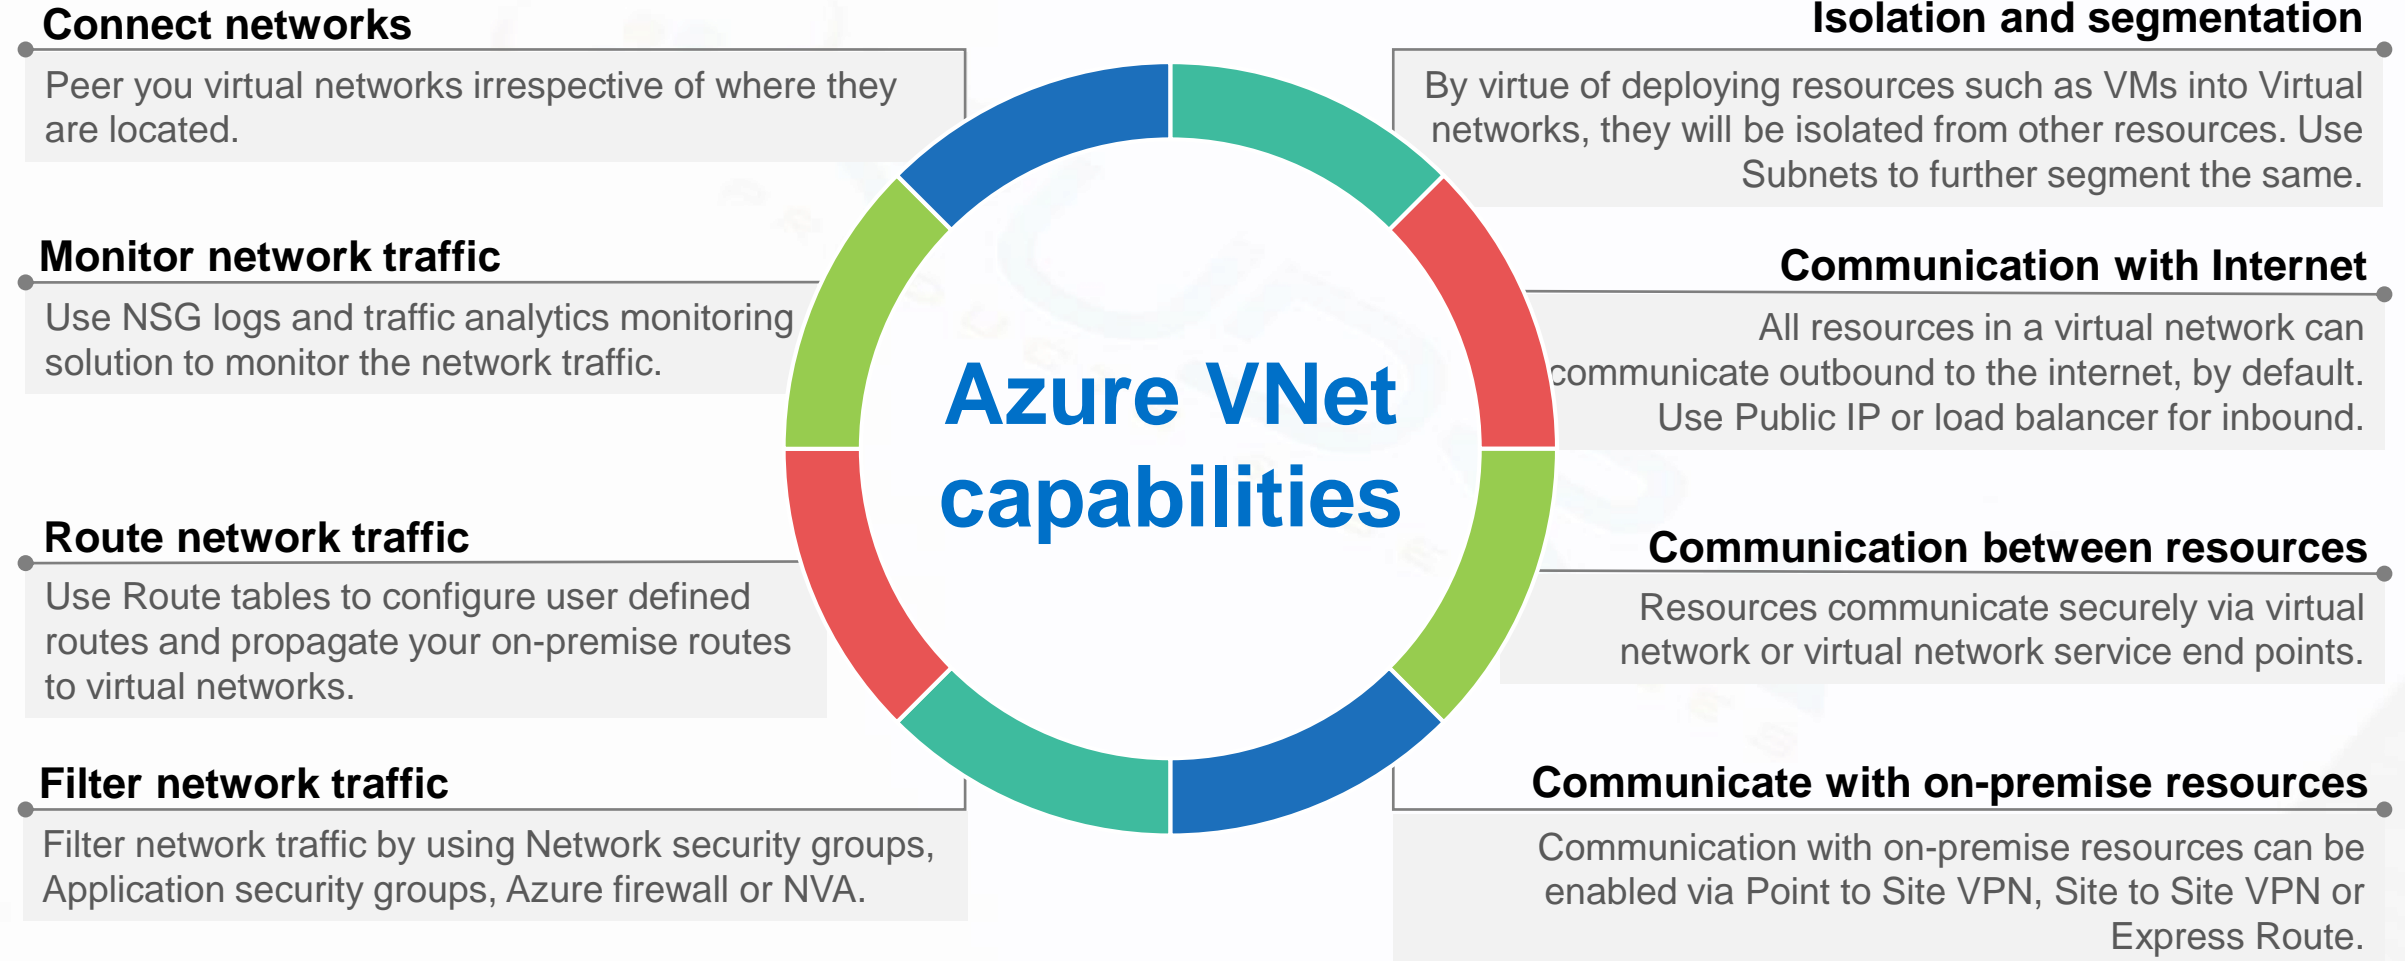 Connect networks
Peer you virtual networks irrespective of where they
are located.
Monitor network traffic
Use NSG logs and traffic analytics monitoring
solution to monitor the network traffic.
Route network traffic
Use Route tables to configure user defined
routes and propagate your on-premise routes
to virtual networks.
Filter network traffic
Filter network traffic by using Network security groups,
Application security groups, Azure firewall or NVA.
Azure VNet
capabilities
Isolation and segmentation
By virtue of deploying resources such as VMs into Virtual
networks, they will be isolated from other resources. Use
Subnets to further segment the same.
Communication with Internet
All resources in a virtual network can
communicate outbound to the internet, by default.
Use Public IP or load balancer for inbound.
Communication between resources
Resources communicate securely via virtual
network or virtual network service end points.
Communicate with on-premise resources
Communication with on-premise resources can be
enabled via Point to Site VPN, Site to Site VPN or
Express Route.